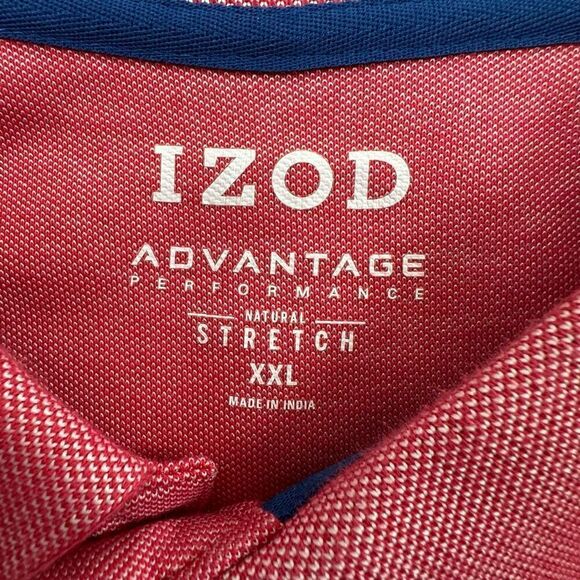 IZOD
ADVANTAGE
PERFORMANCE
NATURAL
STRETCH
XXL
MADE IN INDIA